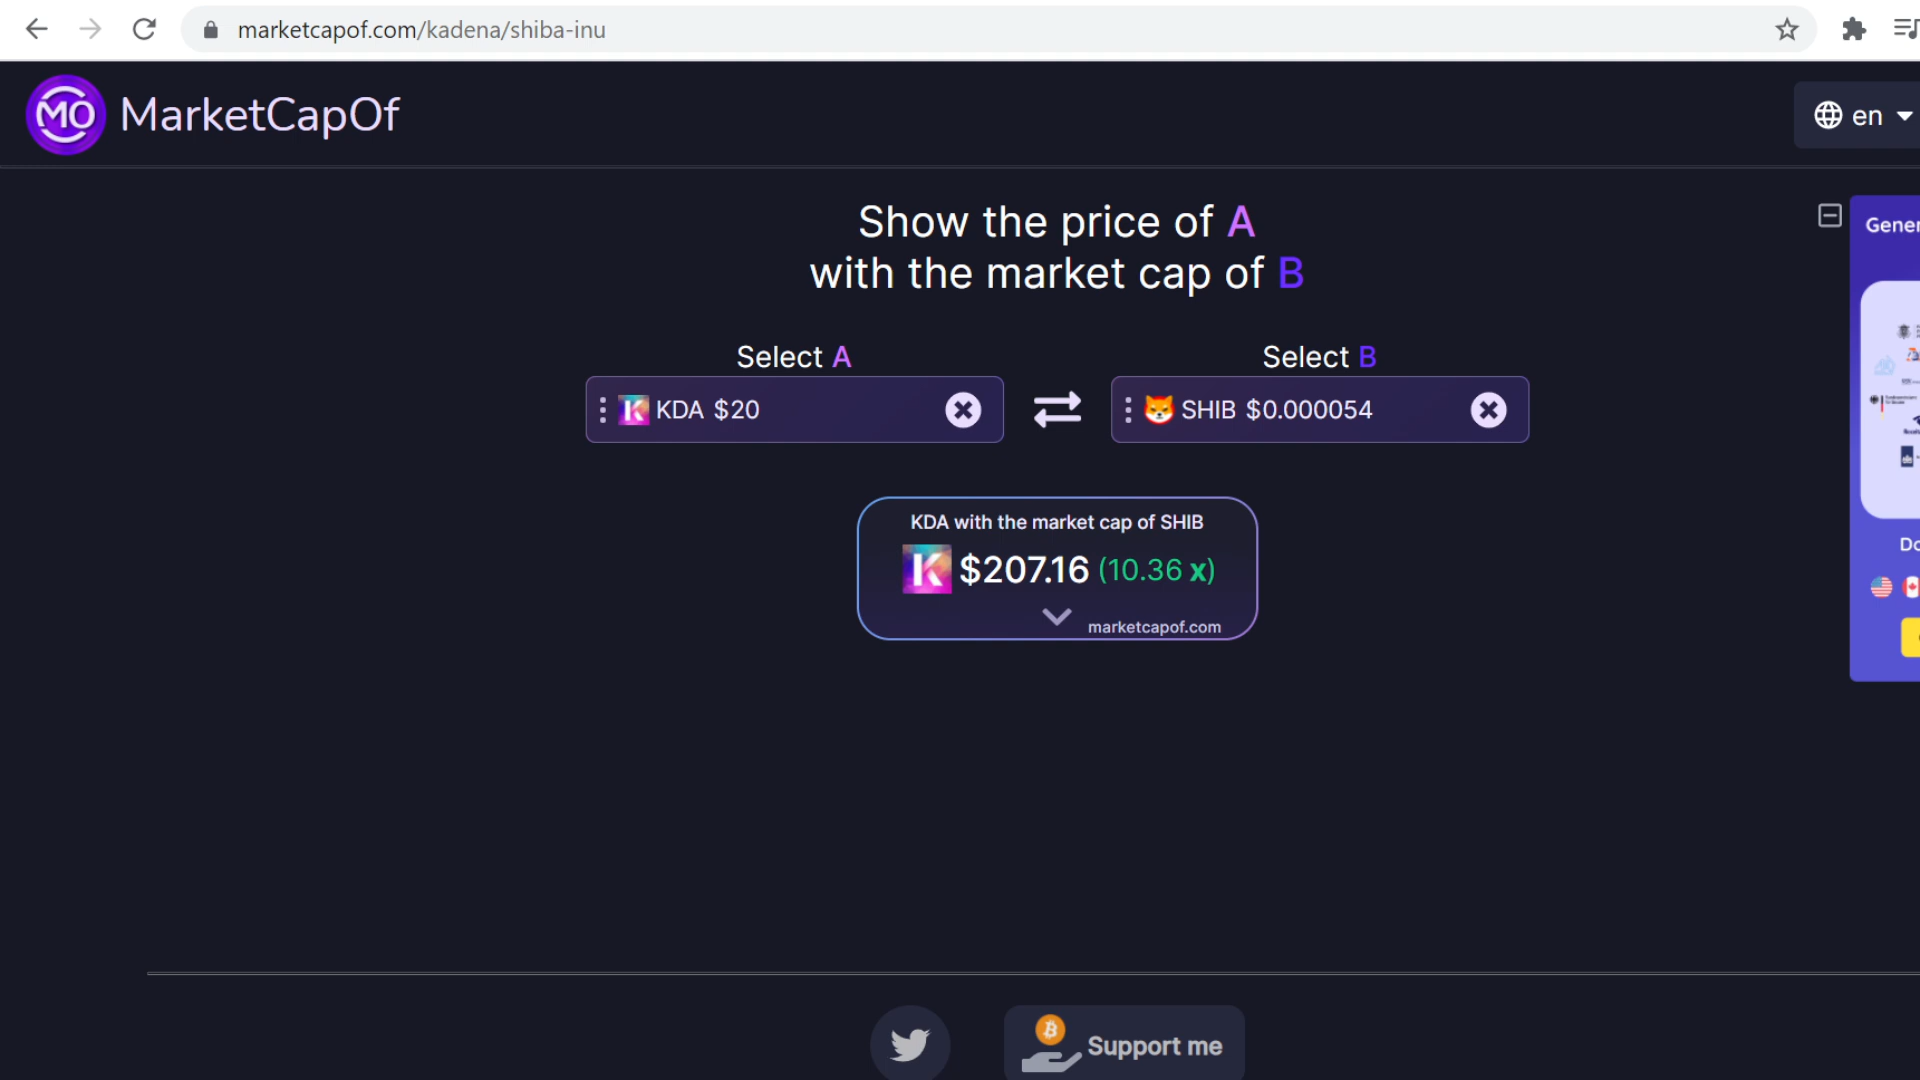 marketcapof.com/kadena/shiba-inu
MO MarketCapOf
en
Show the price of A
with the market cap of B
Select A
Select B
KDA $20
SHIB $0.000054
KDA with the market cap of SHIB
$207.16 (10.36 x)
marketcapof.com
Support me